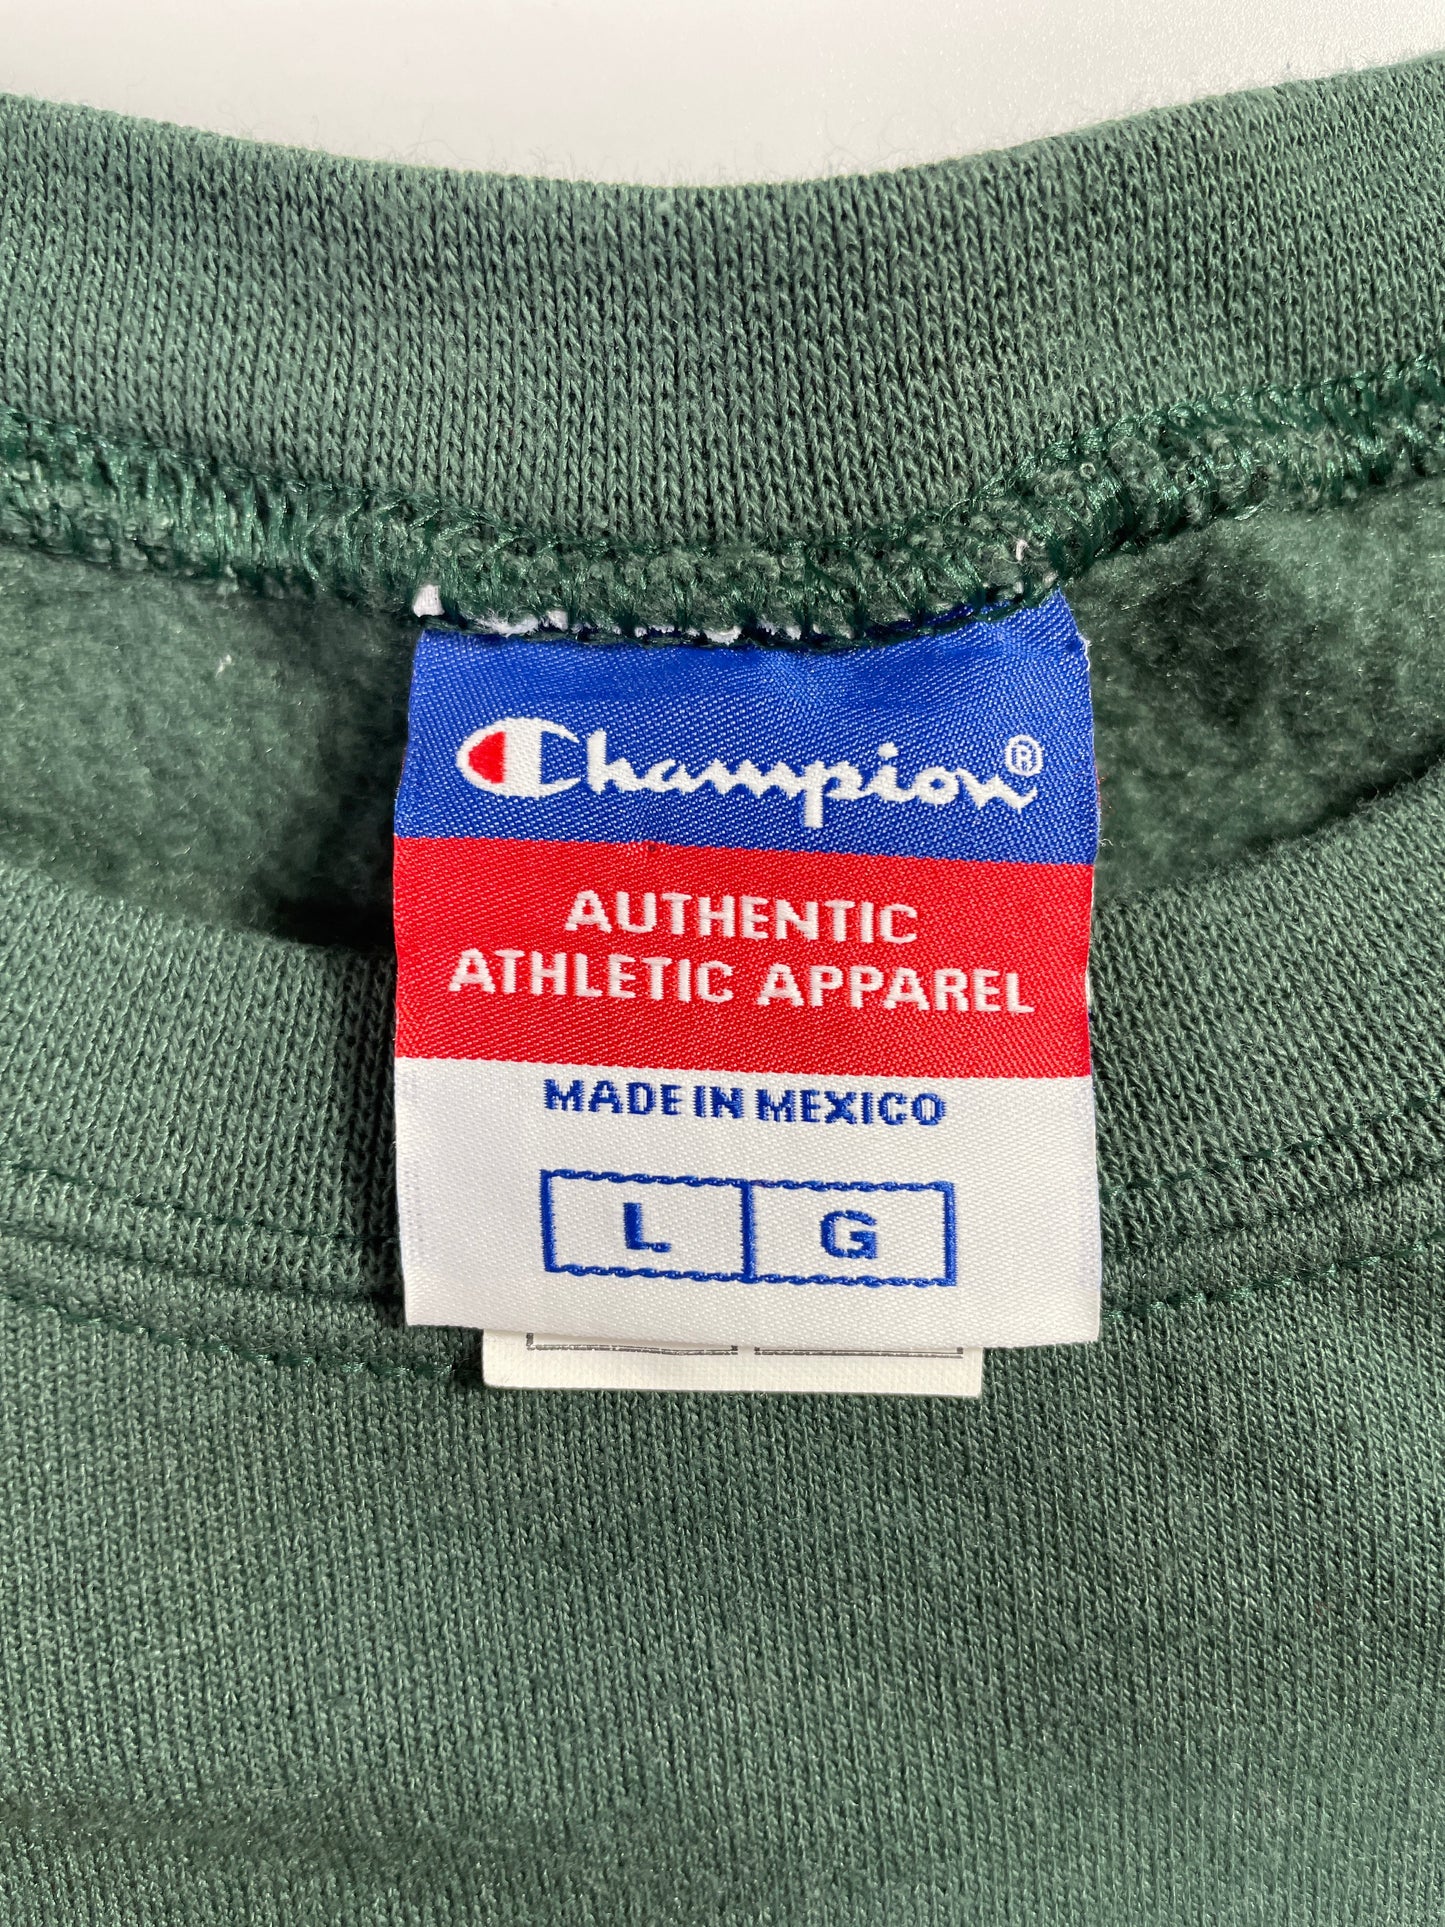 Champion®
AUTHENTIC
ATHLETIC APPAREL
MADE IN MEXICO
L G